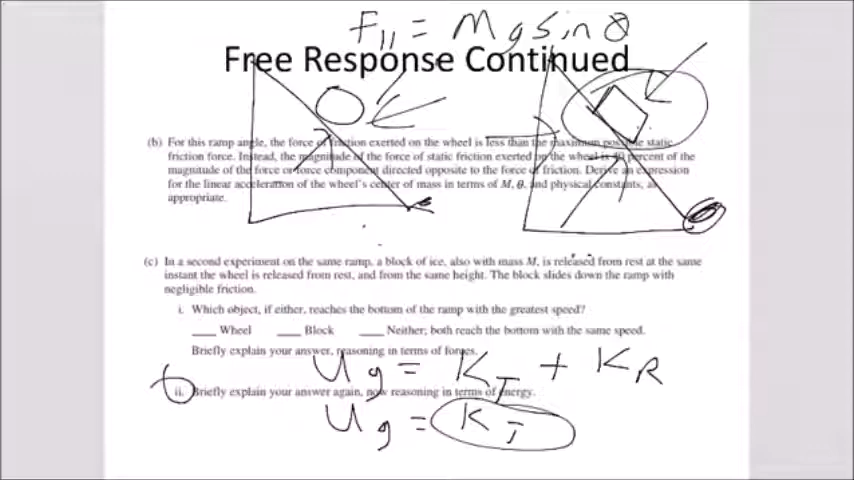 F|| = Mg sin θ
Free Response Continued
(b) For this ramp angle, the force of friction exerted on the wheel is less than the maximum possible static
friction force. Instead, the magnitude of the force of static friction exerted on the wheel is 40 percent of the
magnitude of the force or force component directed opposite to the force of friction. Derive an expression
for the linear acceleration of the wheel's center of mass in terms of M, θ, and physical constants, as
appropriate.
(c) In a second experiment on the same ramp, a block of ice, also with mass M, is released from rest at the same
instant the wheel is released from rest, and from the same height. The block slides down the ramp with
negligible friction.
i. Which object, if either, reaches the bottom of the ramp with the greatest speed?
____ Wheel ____ Block ____ Neither; both reach the bottom with the same speed.
Briefly explain your answer, reasoning in terms of forces.
Ug = KT + KR
ii. Briefly explain your answer again, now reasoning in terms of energy.
Ug = KT